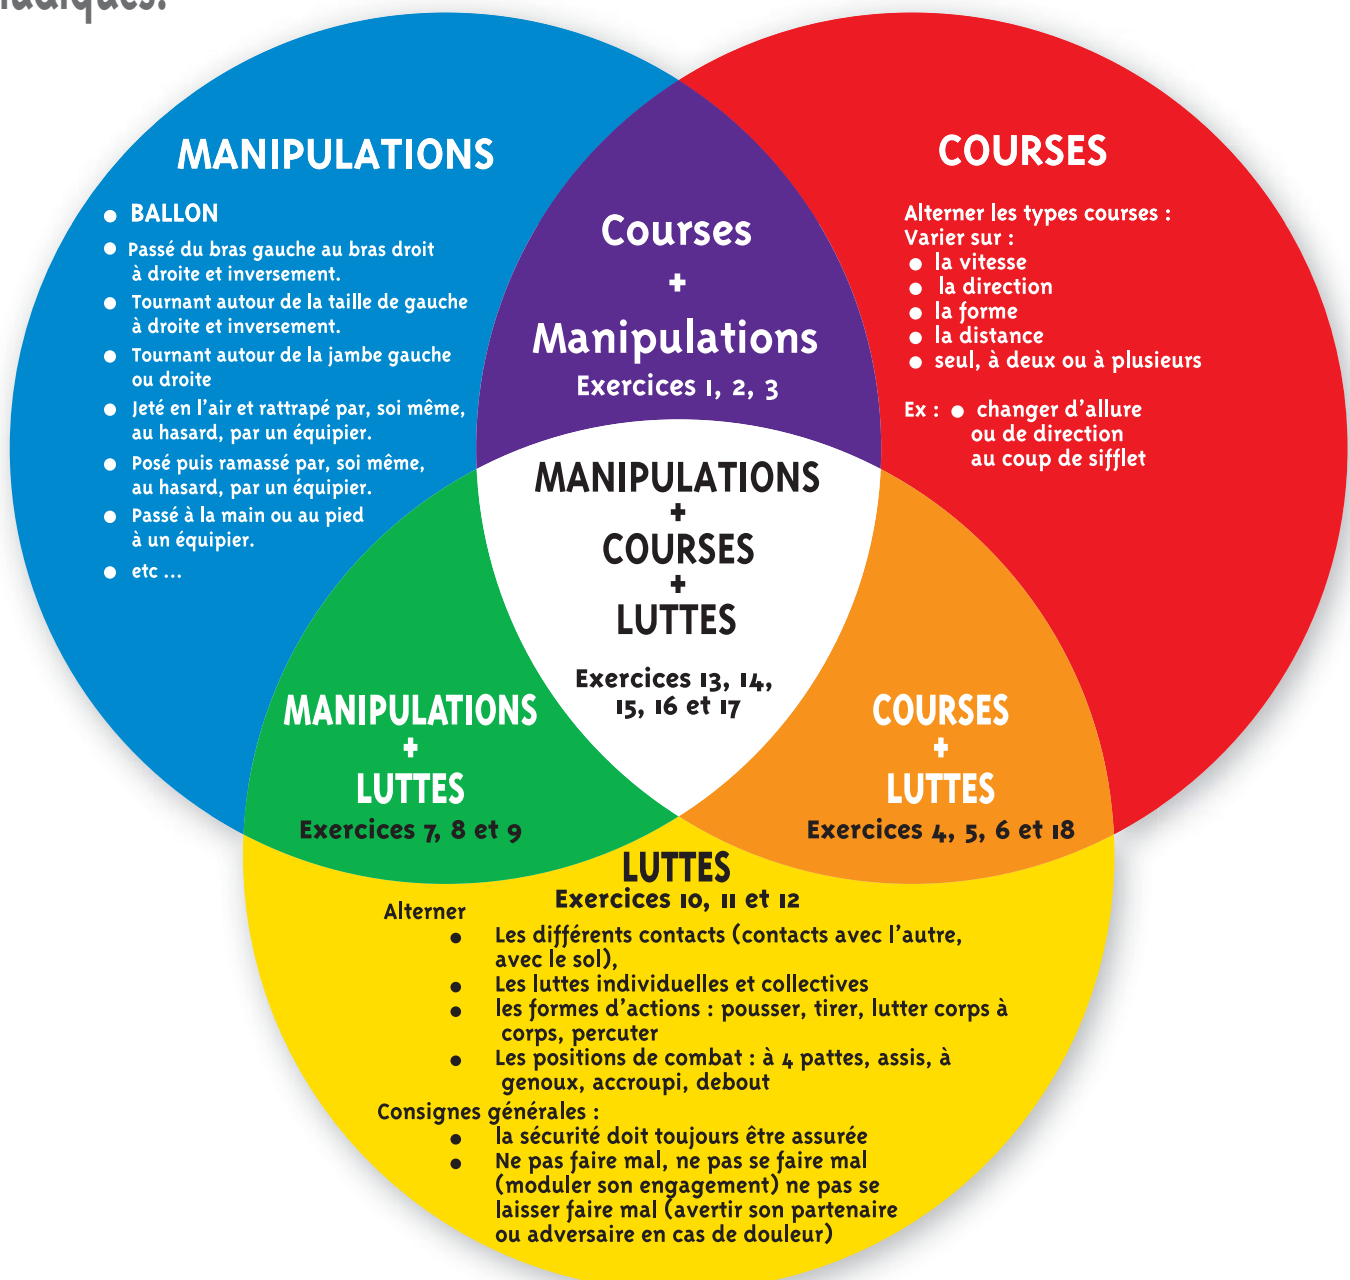 MANIPULATIONS
● BALLON
● Passé du bras gauche au bras droit
à droite et inversement.
● Tournant autour de la taille de gauche
à droite et inversement.
● Tournant autour de la jambe gauche
ou droite
● Jeté en l'air et rattrapé par, soi même,
au hasard, par un équipier.
● Posé puis ramassé par, soi même,
au hasard, par un équipier.
● Passé à la main ou au pied
à un équipier.
● etc ...
Courses
+
Manipulations
Exercices 1, 2, 3
COURSES
Alterner les types courses :
Varier sur :
● la vitesse
● la direction
● la forme
● la distance
● seul, à deux ou à plusieurs
Ex : ● changer d'allure
ou de direction
au coup de sifflet
MANIPULATIONS
+
COURSES
+
LUTTES
Exercices 13, 14,
15, 16 et 17
MANIPULATIONS
+
LUTTES
Exercices 7, 8 et 9
COURSES
+
LUTTES
Exercices 4, 5, 6 et 18
LUTTES
Exercices 10, 11 et 12
Alterner
● Les différents contacts (contacts avec l'autre,
avec le sol),
● Les luttes individuelles et collectives
● les formes d'actions : pousser, tirer, lutter corps à
corps, percuter
● Les positions de combat : à 4 pattes, assis, à
genoux, accroupi, debout
Consignes générales :
● la sécurité doit toujours être assurée
● Ne pas faire mal, ne pas se faire mal
(moduler son engagement) ne pas se
laisser faire mal (avertir son partenaire
ou adversaire en cas de douleur)